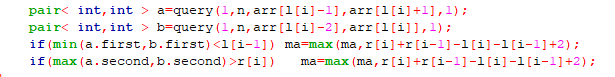 pair< int,int > a=query(1,n,arr[l[i]-1],arr[l[i]+1],1);
pair< int,int > b=query(1,n,arr[l[i]-2],arr[l[i]],1);
if(min(a.first,b.first)<l[i-1]) ma=max(ma,r[i]+r[i-1]-l[i]-l[i-1]+2);
if(max(a.second,b.second)>r[i]) ma=max(ma,r[i]+r[i-1]-l[i]-l[i-1]+2);